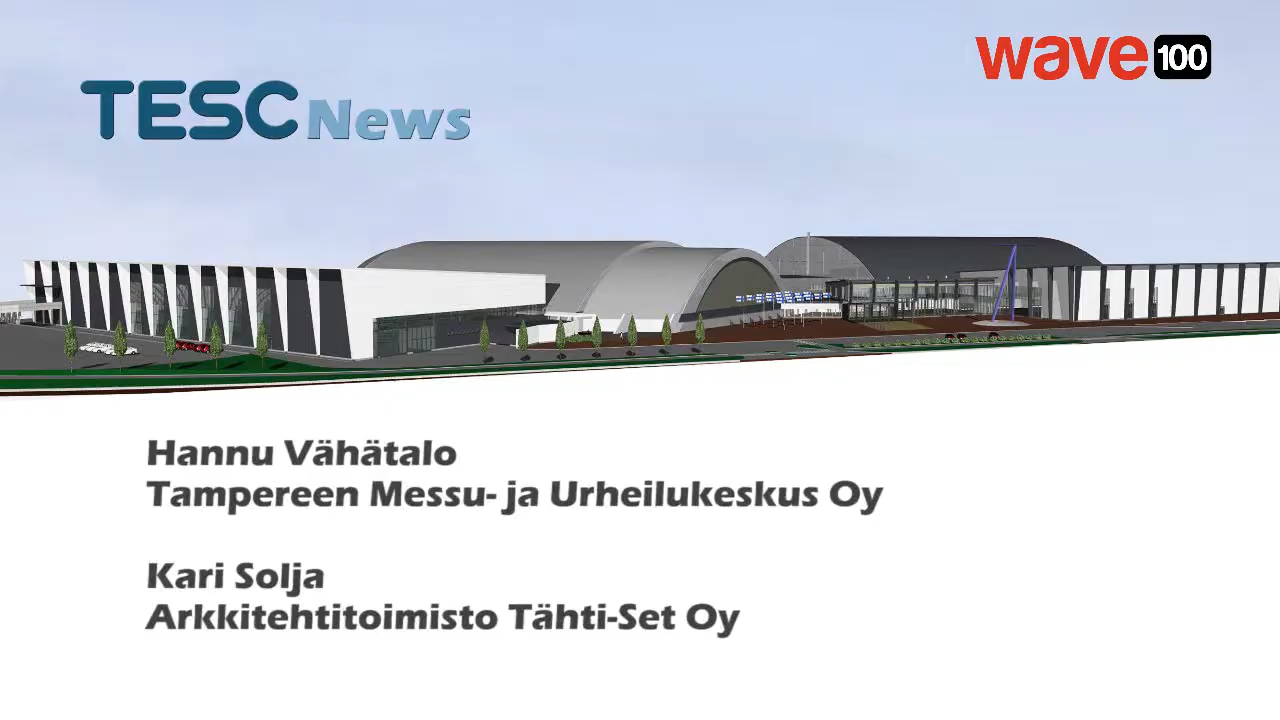 wave 100
TESC News
Hannu Vähätalo
Tampereen Messu- ja Urheilukeskus Oy
Kari Solja
Arkkitehtitoimisto Tähti-Set Oy